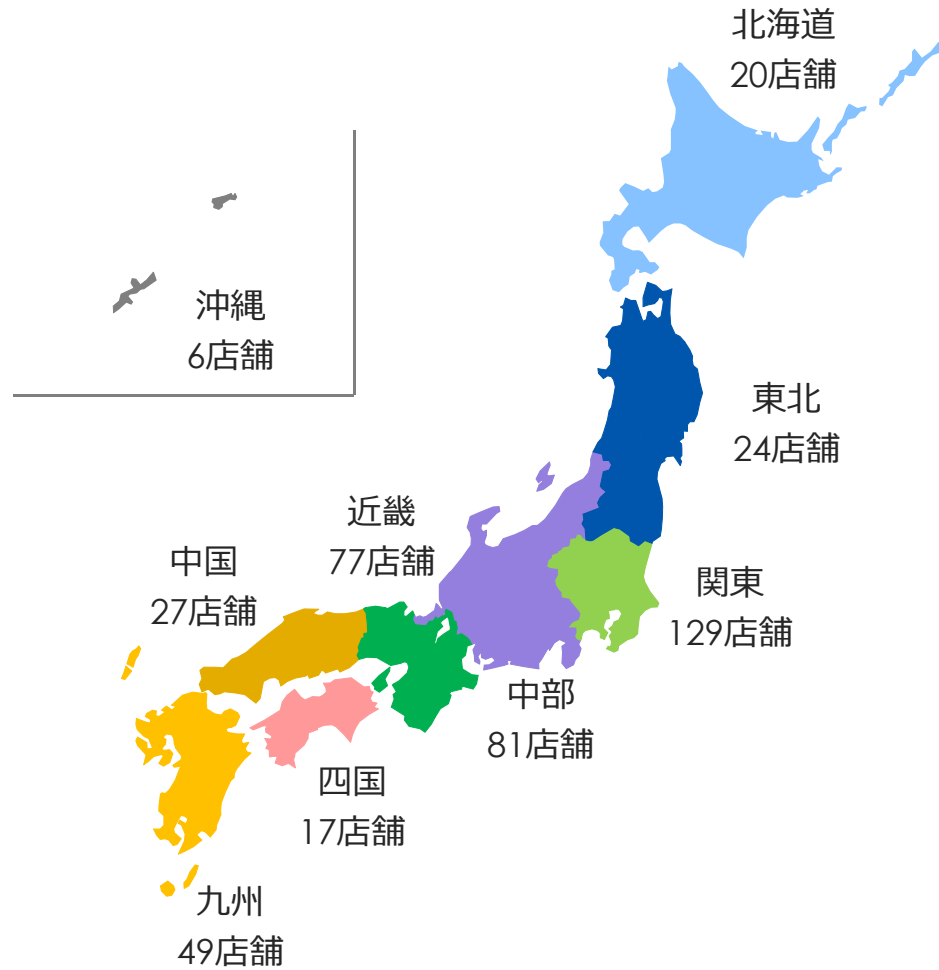 北海道
20店舗
沖縄
6店舗
東北
24店舗
近畿
77店舗
中国
27店舗
関東
129店舗
中部
81店舗
四国
17店舗
九州
49店舗